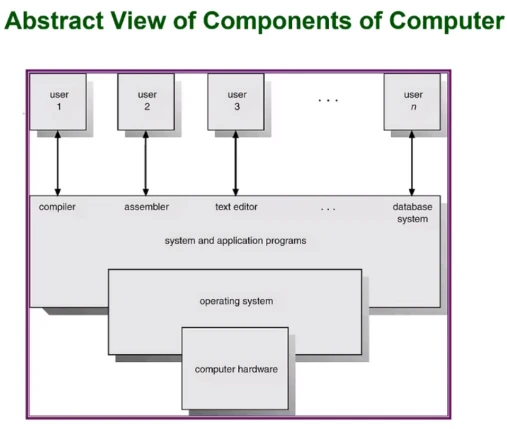 Abstract View of Components of Computer
user
1
user
2
user
3
. . .
user
n
compiler
assembler
text editor
. . .
database
system
system and application programs
operating system
computer hardware